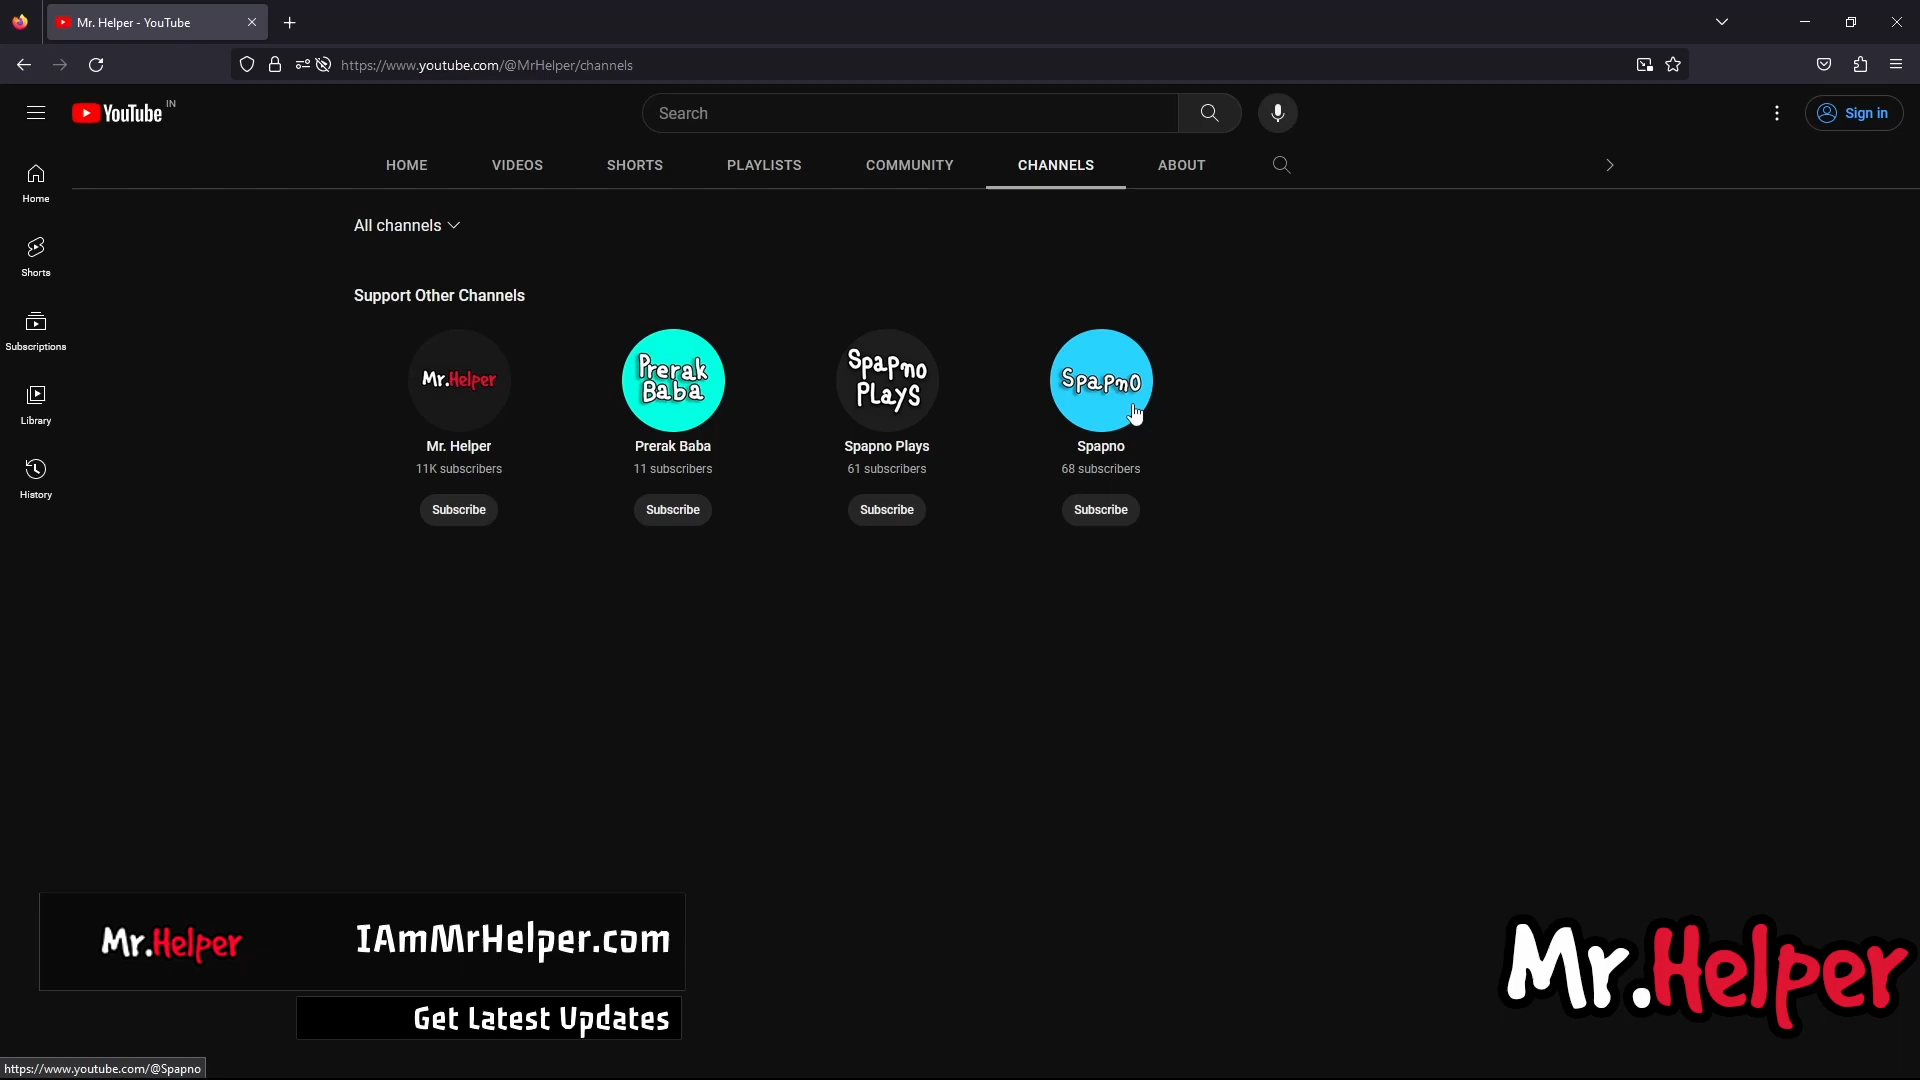 Mr. Helper - YouTube
https://www.youtube.com/@MrHelper/channels
YouTube IN
Search
Sign in
HOME VIDEOS SHORTS PLAYLISTS COMMUNITY CHANNELS ABOUT
Home
Shorts
Subscriptions
Library
History
All channels
Support Other Channels
Mr.Helper
Prerak
Baba
Spapno
Plays
Spapno
Mr. Helper
11K subscribers
Subscribe
Prerak Baba
11 subscribers
Subscribe
Spapno Plays
61 subscribers
Subscribe
Spapno
68 subscribers
Subscribe
Mr.Helper IAmMrHelper.com
Get Latest Updates
Mr.Helper
https://www.youtube.com/@Spapno